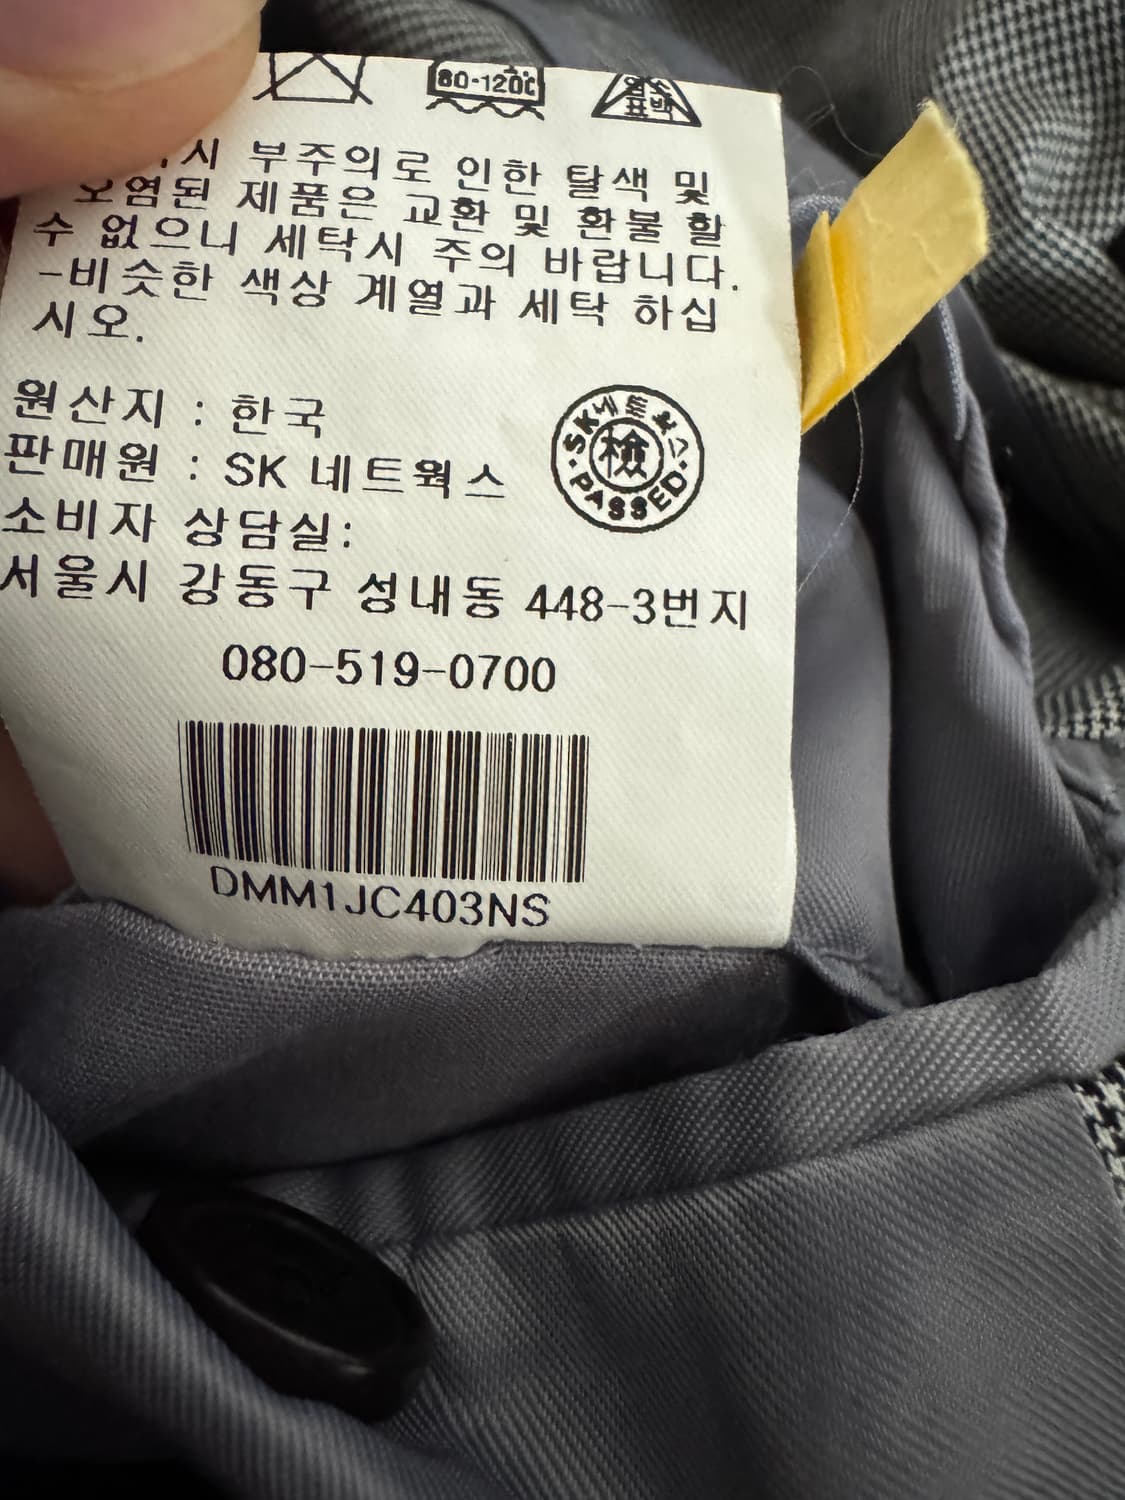 80-120℃
염소
표백
시 부주의로 인한 탈색 및
오염된 제품은 교환 및 환불 할
수 없으니 세탁시 주의 바랍니다.
-비슷한 색상 계열과 세탁 하십
시오.
원산지 : 한국
판매원 : SK 네트웍스
SK네트웍스
檢
PASSED
소비자 상담실:
서울시 강동구 성내동 448-3번지
080-519-0700
DMM1JC403NS